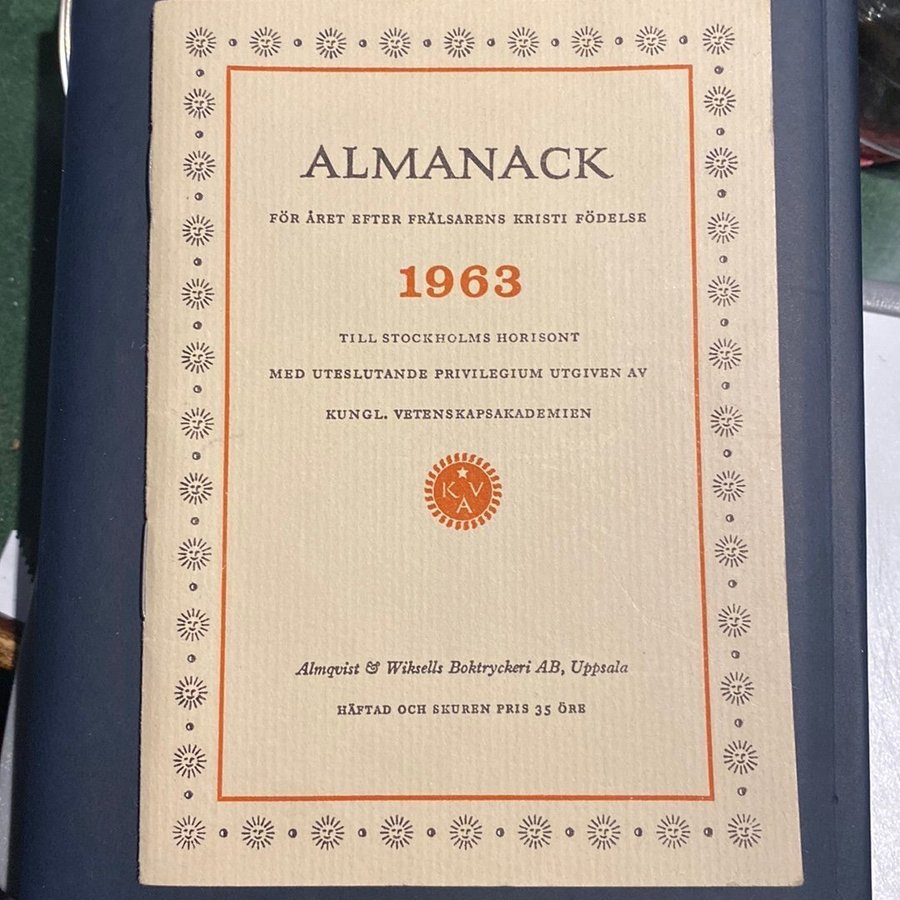 ALMANACK
FÖR ÅRET EFTER FRÄLSARENS KRISTI FÖDELSE
1963
TILL STOCKHOLMS HORISONT
MED UTESLUTANDE PRIVILEGIUM UTGIVEN AV
KUNGL. VETENSKAPSAKADEMIEN
K V
A
Almqvist & Wiksells Boktryckeri AB, Uppsala
HÄFTAD OCH SKUREN PRIS 35 ÖRE